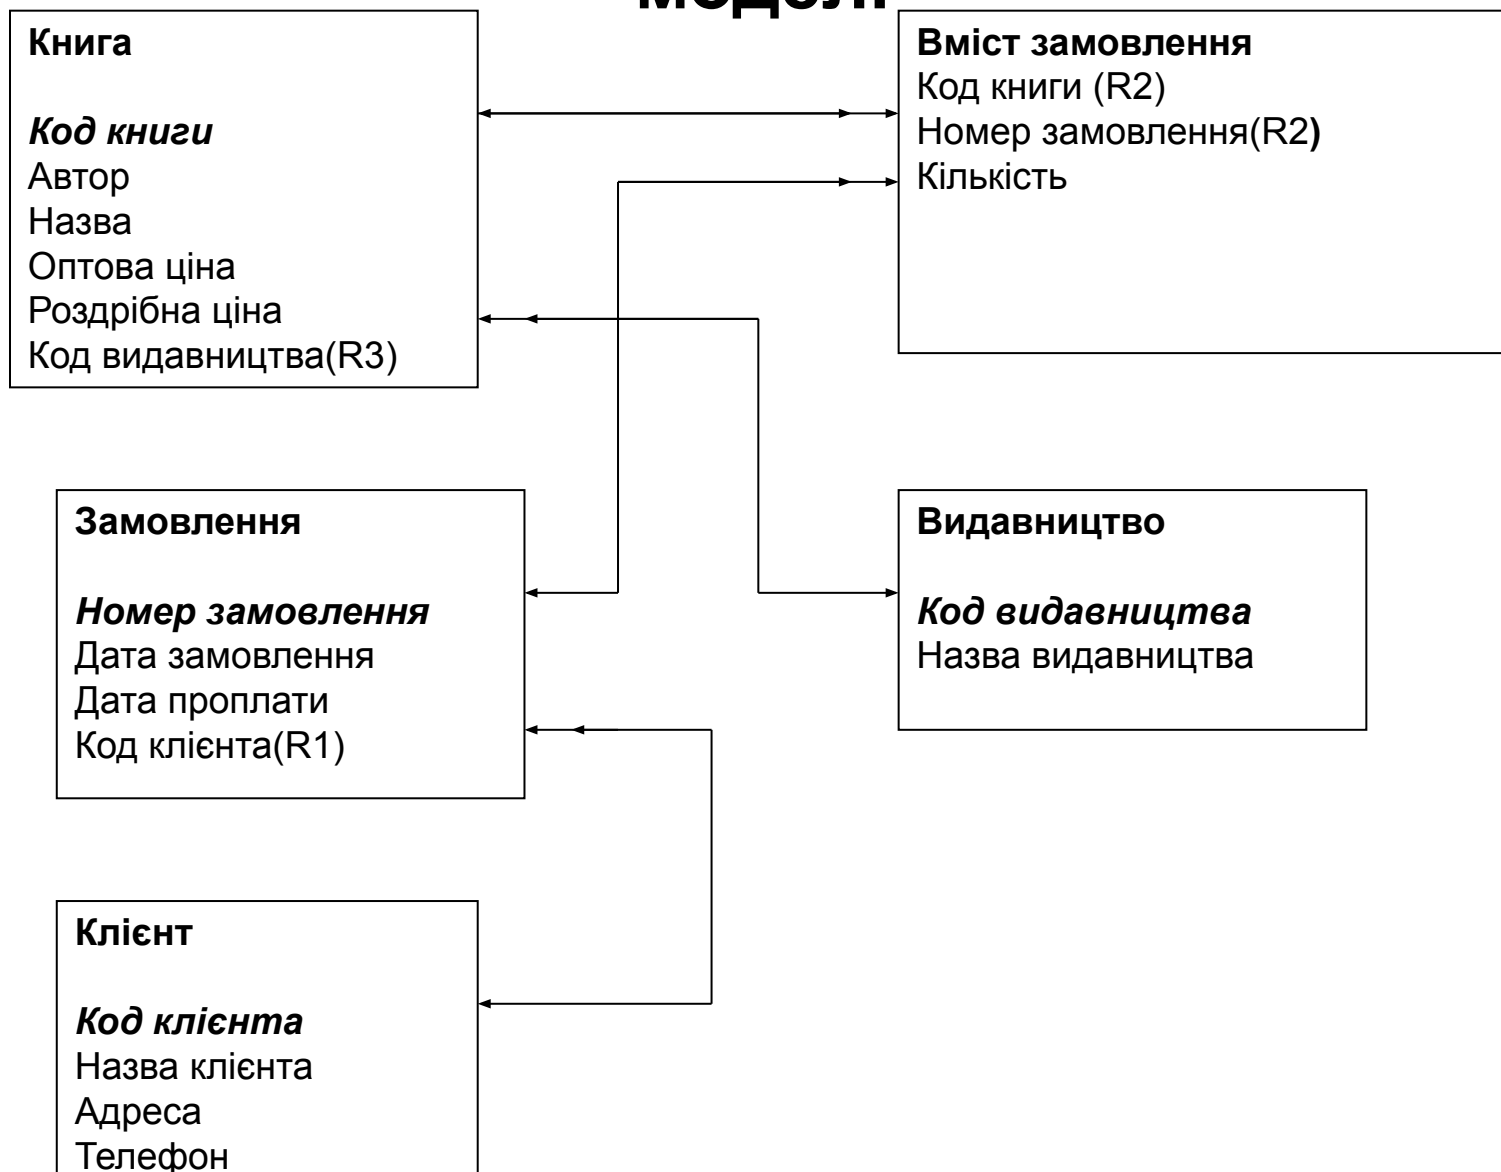 Книга
Код книги
Автор
Назва
Оптова ціна
Роздрібна ціна
Код видавництва(R3)
Вміст замовлення
Код книги (R2)
Номер замовлення(R2)
Кількість
Замовлення
Номер замовлення
Дата замовлення
Дата проплати
Код клієнта(R1)
Видавництво
Код видавництва
Назва видавництва
Клієнт
Код клієнта
Назва клієнта
Адреса
Телефон